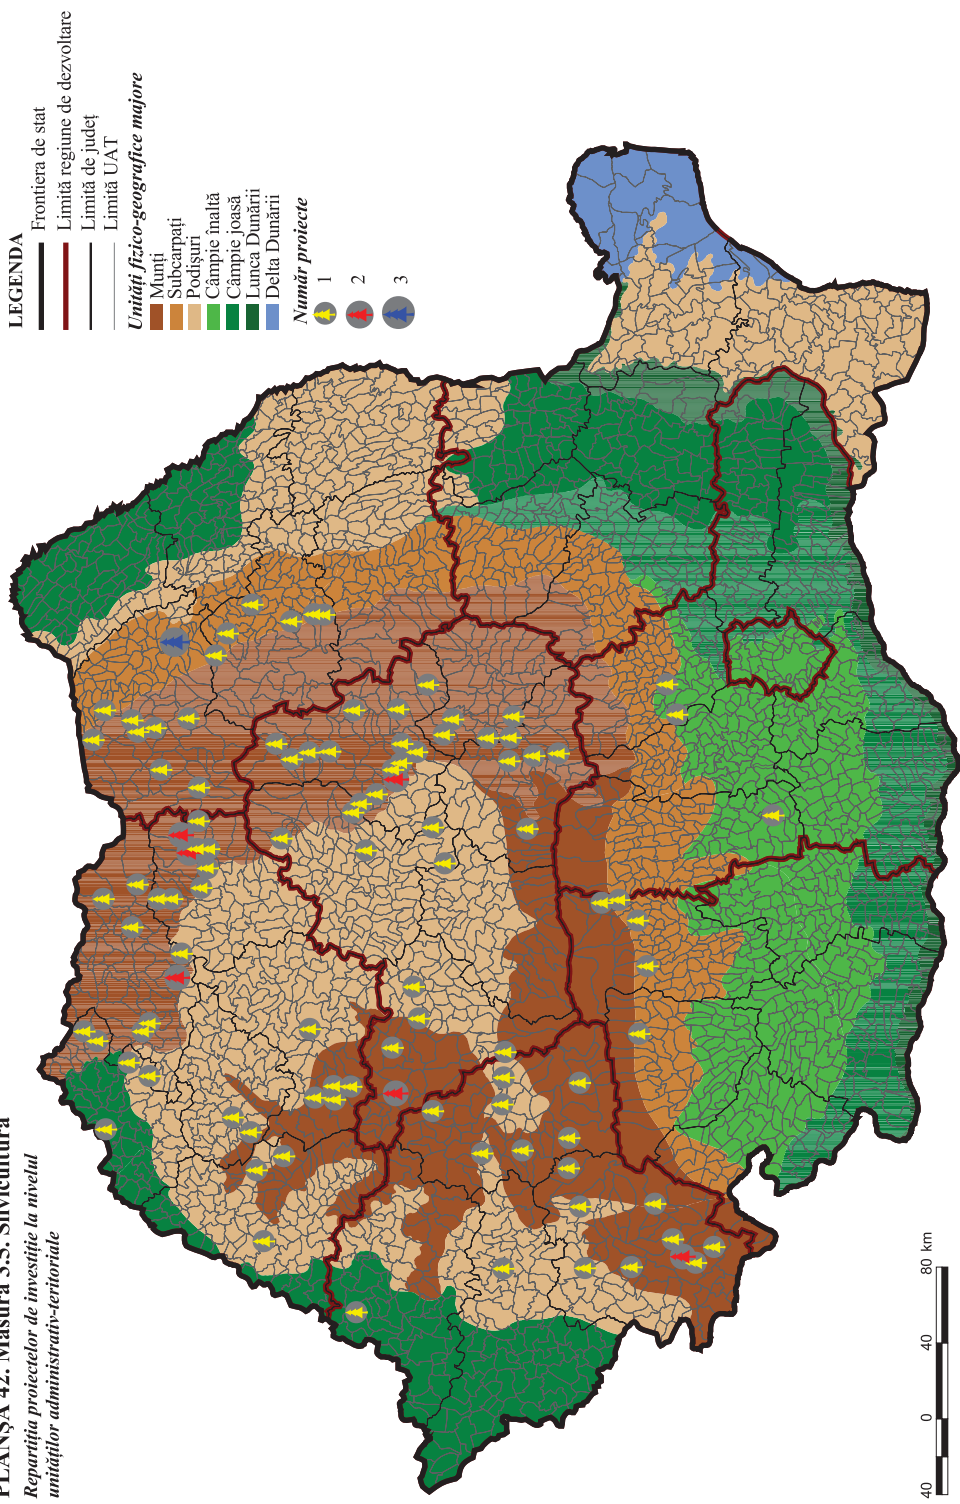 PLANȘA 42. Măsura 3.5. Silvicultura
Repartiția proiectelor de investiție la nivelul
unităților administrativ-teritoriale
LEGENDA
Frontiera de stat
Limită regiune de dezvoltare
Limită de județ
Limită UAT
Unități fizico-geografice majore
Munți
Subcarpați
Podișuri
Câmpie înaltă
Câmpie joasă
Lunca Dunării
Delta Dunării
Număr proiecte
1
2
3
40 0 40 80 km